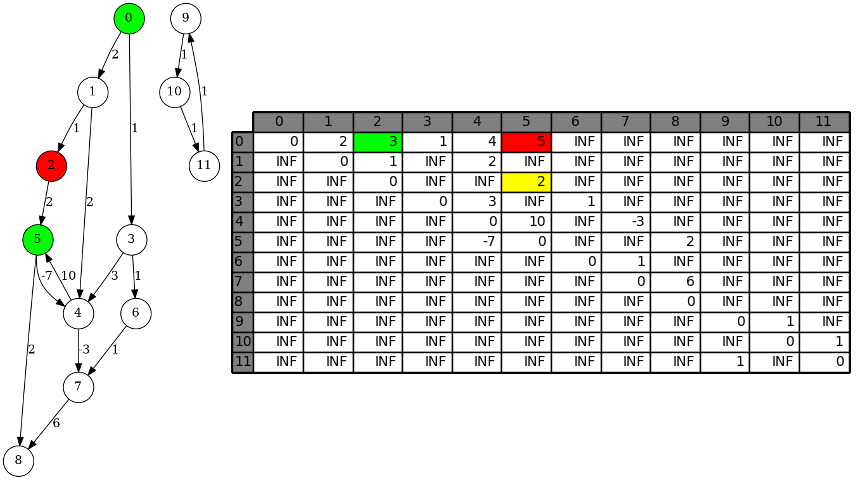 0
9
2
1
1
10
1
1
1
1
2
11
2
2
5
3
-7
10
3
1
4
6
2
-3
1
7
6
8
0 1 2 3 4 5 6 7 8 9 10 11
0 0 2 3 1 4 5 INF INF INF INF INF INF
1 INF 0 1 INF 2 INF INF INF INF INF INF INF
2 INF INF 0 INF INF 2 INF INF INF INF INF INF
3 INF INF INF 0 3 INF 1 INF INF INF INF INF
4 INF INF INF INF 0 10 INF -3 INF INF INF INF
5 INF INF INF INF -7 0 INF INF 2 INF INF INF
6 INF INF INF INF INF INF 0 1 INF INF INF INF
7 INF INF INF INF INF INF INF 0 6 INF INF INF
8 INF INF INF INF INF INF INF INF 0 INF INF INF
9 INF INF INF INF INF INF INF INF INF 0 1 INF
10 INF INF INF INF INF INF INF INF INF INF 0 1
11 INF INF INF INF INF INF INF INF INF 1 INF 0